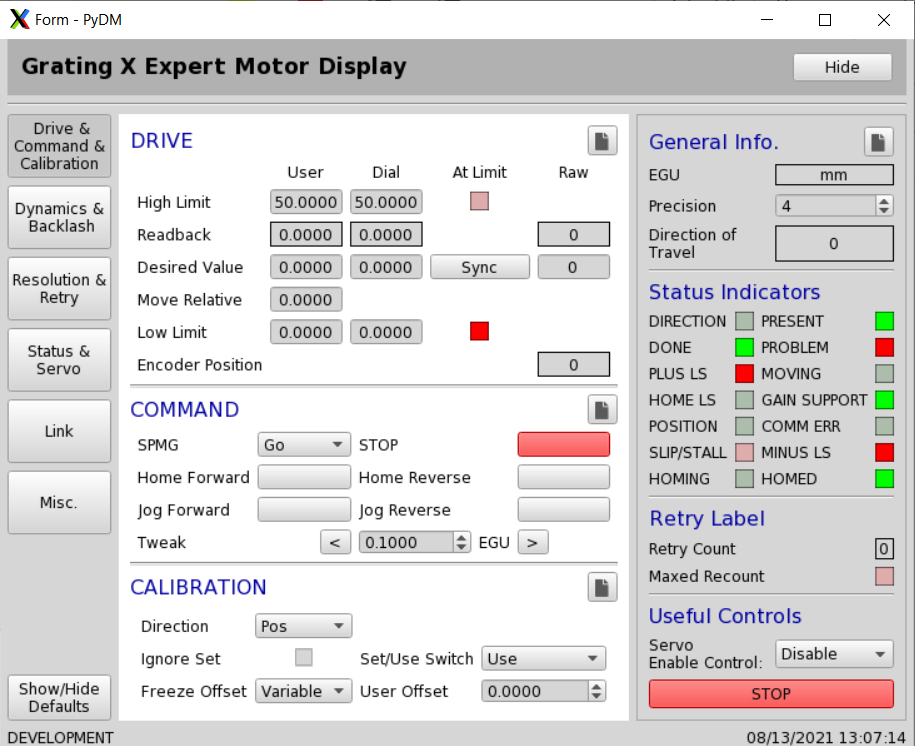 Form - PyDM
Grating X Expert Motor Display
Hide
Drive &
Command &
Calibration
Dynamics &
Backlash
Resolution &
Retry
Status &
Servo
Link
Misc.
Show/Hide
Defaults
DRIVE
User Dial At Limit Raw
High Limit 50.0000 50.0000
Readback 0.0000 0.0000 0
Desired Value 0.0000 0.0000 Sync 0
Move Relative 0.0000
Low Limit 0.0000 0.0000
Encoder Position 0
COMMAND
SPMG Go STOP
Home Forward Home Reverse
Jog Forward Jog Reverse
Tweak < 0.1000 EGU >
CALIBRATION
Direction Pos
Ignore Set Set/Use Switch Use
Freeze Offset Variable User Offset 0.0000
General Info.
EGU mm
Precision 4
Direction of
Travel 0
Status Indicators
DIRECTION PRESENT
DONE PROBLEM
PLUS LS MOVING
HOME LS GAIN SUPPORT
POSITION COMM ERR
SLIP/STALL MINUS LS
HOMING HOMED
Retry Label
Retry Count 0
Maxed Recount
Useful Controls
Servo
Enable Control: Disable
STOP
DEVELOPMENT 08/13/2021 13:07:14